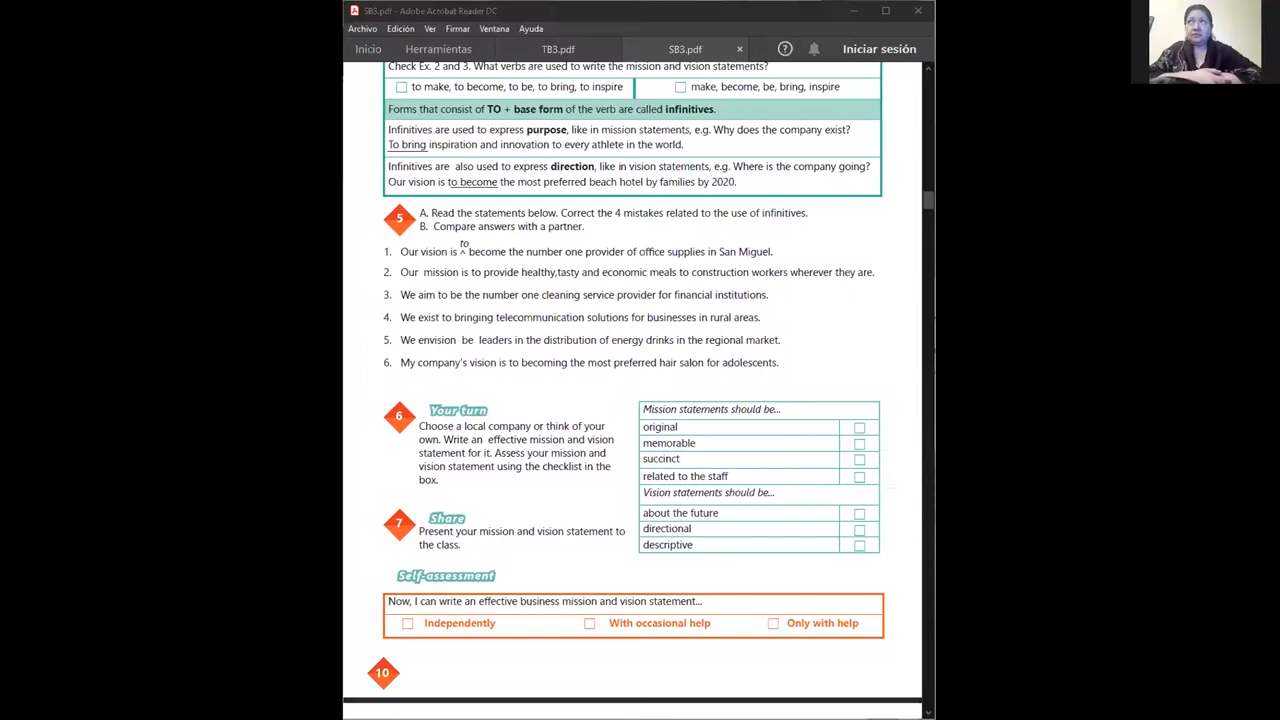 SB3.pdf - Adobe Acrobat Reader DC
Archivo Edición Ver Firmar Ventana Ayuda
Inicio Herramientas TB3.pdf SB3.pdf × ? Iniciar sesión
Check Ex. 2 and 3. What verbs are used to write the mission and vision statements?
to make, to become, to be, to bring, to inspire
make, become, be, bring, inspire
Forms that consist of TO + base form of the verb are called infinitives.
Infinitives are used to express purpose, like in mission statements, e.g. Why does the company exist?
To bring inspiration and innovation to every athlete in the world.
Infinitives are also used to express direction, like in vision statements, e.g. Where is the company going?
Our vision is to become the most preferred beach hotel by families by 2020.
5
A. Read the statements below. Correct the 4 mistakes related to the use of infinitives.
B. Compare answers with a partner.
to
1. Our vision is ^ become the number one provider of office supplies in San Miguel.
2. Our mission is to provide healthy,tasty and economic meals to construction workers wherever they are.
3. We aim to be the number one cleaning service provider for financial institutions.
4. We exist to bringing telecommunication solutions for businesses in rural areas.
5. We envision be leaders in the distribution of energy drinks in the regional market.
6. My company's vision is to becoming the most preferred hair salon for adolescents.
6
Your turn
Choose a local company or think of your
own. Write an effective mission and vision
statement for it. Assess your mission and
vision statement using the checklist in the
box.
Mission statements should be...
original
memorable
succinct
related to the staff
Vision statements should be...
about the future
directional
descriptive
7
Share
Present your mission and vision statement to
the class.
Self-assessment
Now, I can write an effective business mission and vision statement...
Independently
With occasional help
Only with help
10